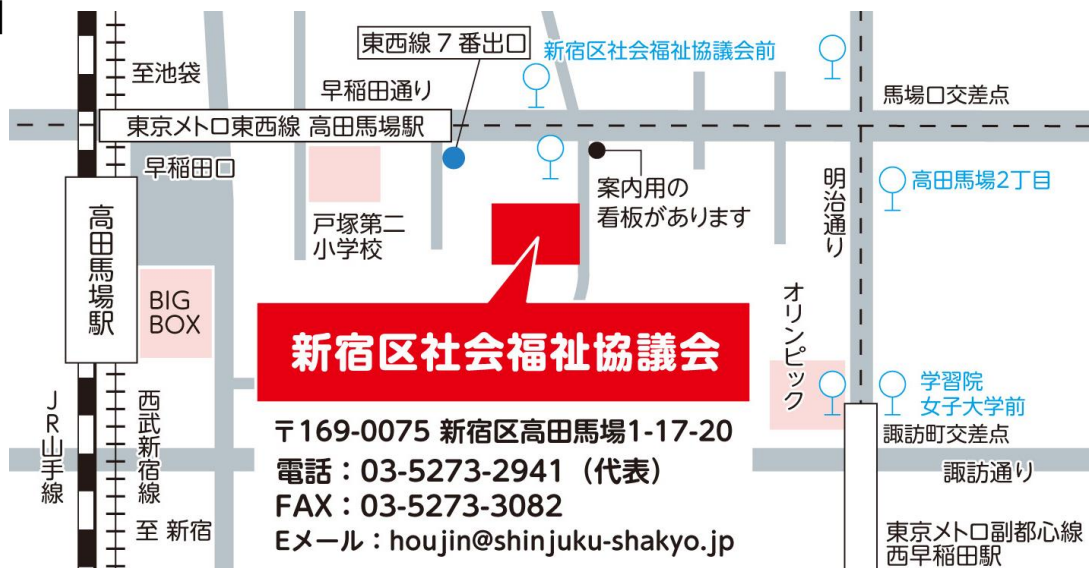 東西線7番出口
新宿区社会福祉協議会前
至池袋
早稲田通り
馬場口交差点
東京メトロ東西線 高田馬場駅
早稲田口
案内用の
看板があります
明治通り
高田馬場2丁目
戸塚第二
小学校
高田馬場駅
BIG
BOX
オリンピック
新宿区社会福祉協議会
学習院
女子大学前
JR山手線
西武新宿線
〒169-0075 新宿区高田馬場1-17-20
諏訪町交差点
電話:03-5273-2941(代表)
諏訪通り
FAX:03-5273-3082
至 新宿
Eメール:houjin@shinjuku-shakyo.jp
東京メトロ副都心線
西早稲田駅